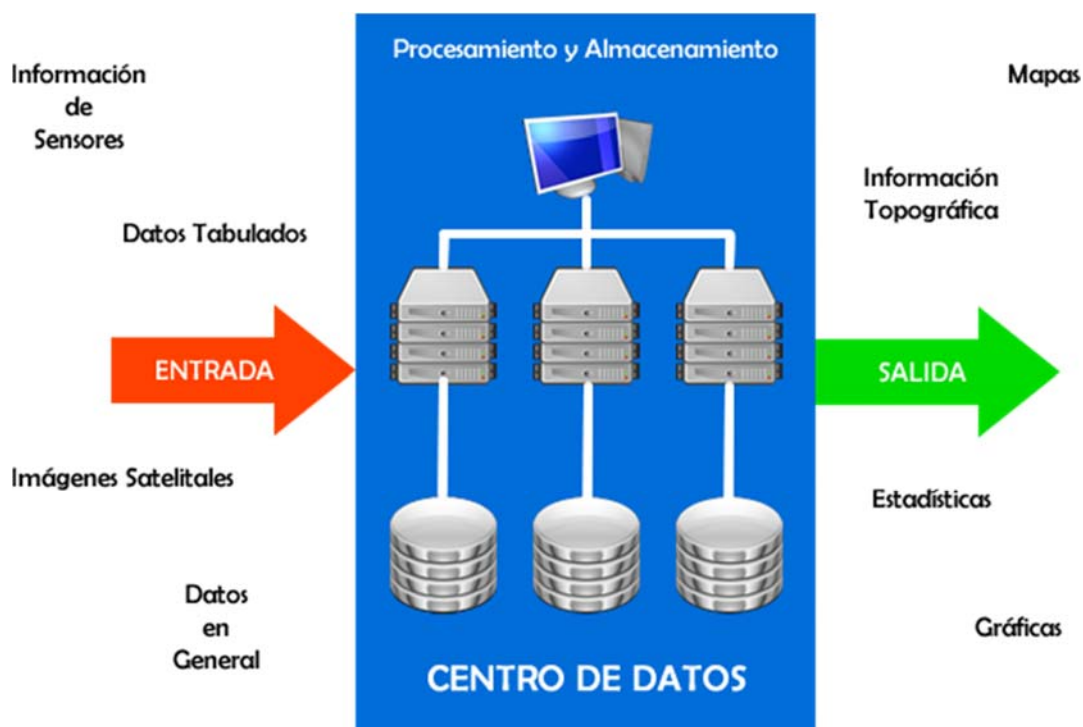 Información
de
Sensores
Datos Tabulados
ENTRADA
Imágenes Satelitales
Datos
en
General
Procesamiento y Almacenamiento
CENTRO DE DATOS
Mapas
Información
Topográfica
SALIDA
Estadísticas
Gráficas